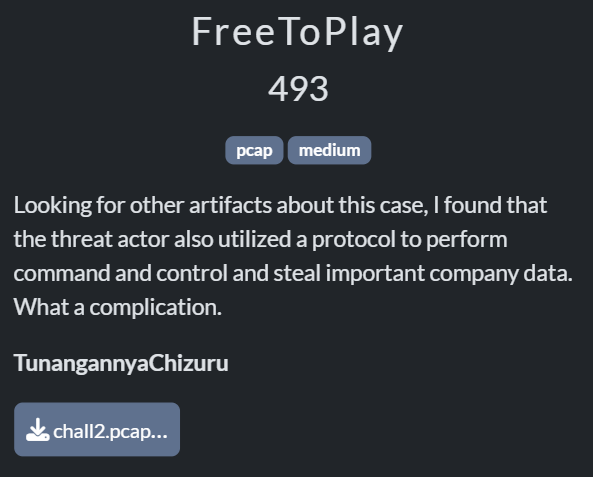 FreeToPlay
493
pcap medium
Looking for other artifacts about this case, I found that
the threat actor also utilized a protocol to perform
command and control and steal important company data.
What a complication.
TunangannyaChizuru
chall2.pcap...